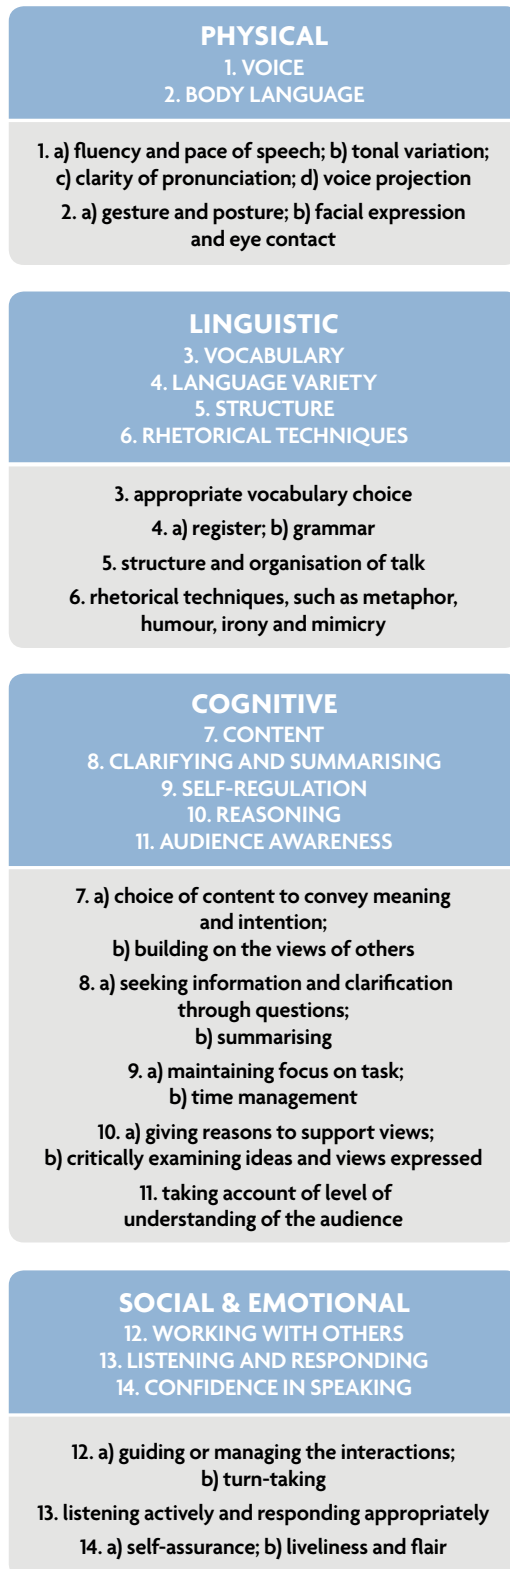 PHYSICAL
1. VOICE
2. BODY LANGUAGE
1. a) fluency and pace of speech; b) tonal variation;
c) clarity of pronunciation; d) voice projection
2. a) gesture and posture; b) facial expression
and eye contact
LINGUISTIC
3. VOCABULARY
4. LANGUAGE VARIETY
5. STRUCTURE
6. RHETORICAL TECHNIQUES
3. appropriate vocabulary choice
4. a) register; b) grammar
5. structure and organisation of talk
6. rhetorical techniques, such as metaphor,
humour, irony and mimicry
COGNITIVE
7. CONTENT
8. CLARIFYING AND SUMMARISING
9. SELF-REGULATION
10. REASONING
11. AUDIENCE AWARENESS
7. a) choice of content to convey meaning
and intention;
b) building on the views of others
8. a) seeking information and clarification
through questions;
b) summarising
9. a) maintaining focus on task;
b) time management
10. a) giving reasons to support views;
b) critically examining ideas and views expressed
11. taking account of level of
understanding of the audience
SOCIAL & EMOTIONAL
12. WORKING WITH OTHERS
13. LISTENING AND RESPONDING
14. CONFIDENCE IN SPEAKING
12. a) guiding or managing the interactions;
b) turn-taking
13. listening actively and responding appropriately
14. a) self-assurance; b) liveliness and flair